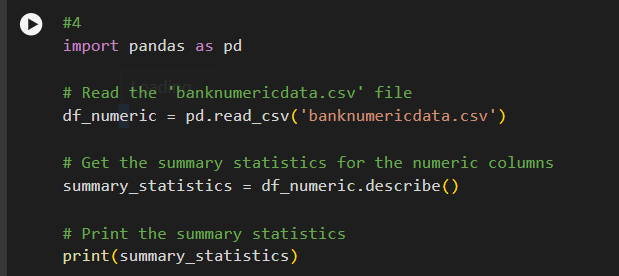 #4
import pandas as pd
# Read the 'banknumericdata.csv' file
df_numeric = pd.read_csv('banknumericdata.csv')
# Get the summary statistics for the numeric columns
summary_statistics = df_numeric.describe()
# Print the summary statistics
print(summary_statistics)